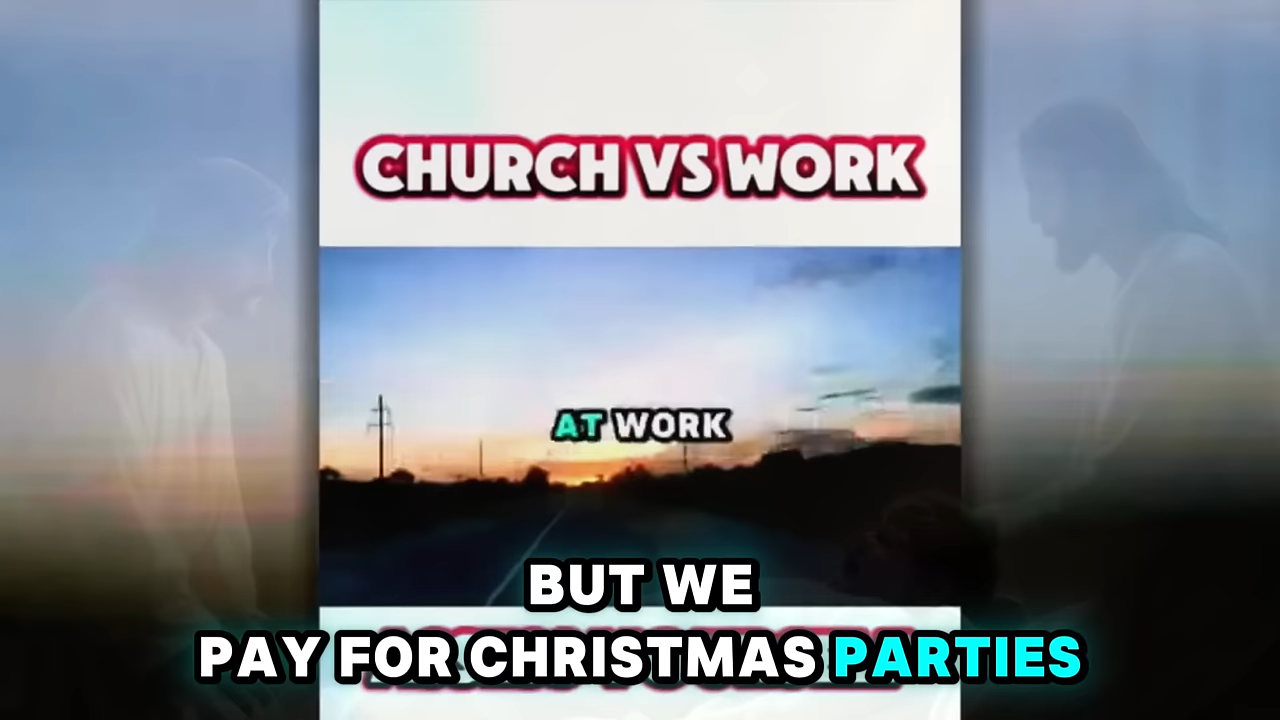 CHURCH VS WORK
AT WORK
BUT WE
PAY FOR CHRISTMAS PARTIES